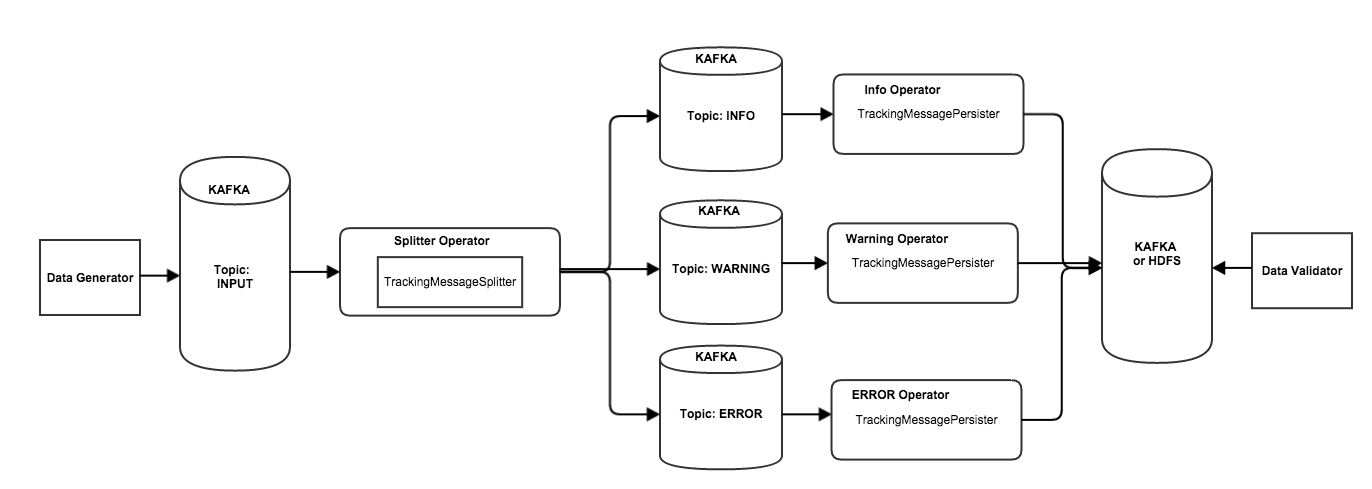 Data Generator
KAFKA
Topic:
INPUT
Splitter Operator
TrackingMessageSplitter
KAFKA
Topic: INFO
Info Operator
TrackingMessagePersister
KAFKA
Topic: WARNING
Warning Operator
TrackingMessagePersister
KAFKA
Topic: ERROR
ERROR Operator
TrackingMessagePersister
KAFKA
or HDFS
Data Validator